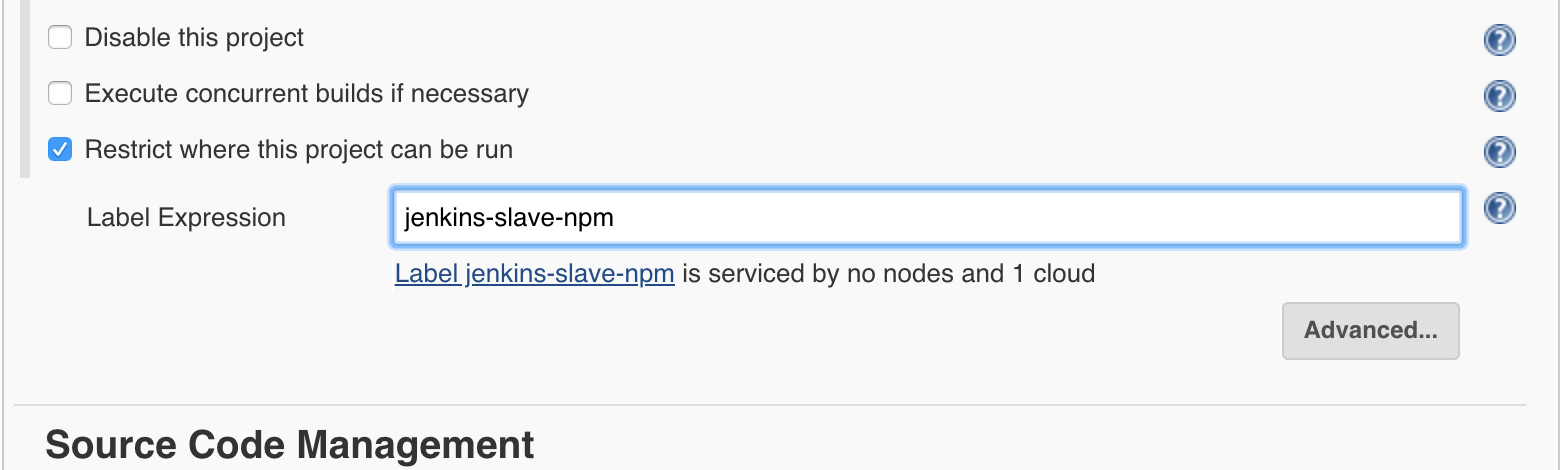 Disable this project
Execute concurrent builds if necessary
Restrict where this project can be run
Label Expression jenkins-slave-npm
Label jenkins-slave-npm is serviced by no nodes and 1 cloud
Advanced...
Source Code Management